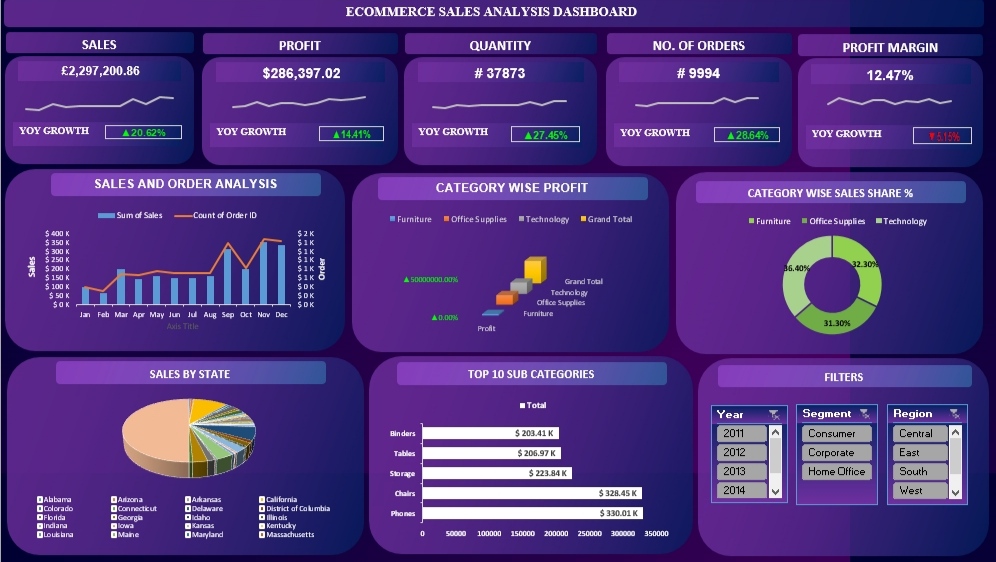 ECOMMERCE SALES ANALYSIS DASHBOARD
SALES
£2,297,200.86
YOY GROWTH ▲20.62%
PROFIT
$286,397.02
YOY GROWTH ▲14.41%
QUANTITY
# 37873
YOY GROWTH ▲27.45%
NO. OF ORDERS
# 9994
YOY GROWTH ▲28.64%
PROFIT MARGIN
12.47%
YOY GROWTH
SALES AND ORDER ANALYSIS
Sum of Sales Count of Order ID
Sales
$ 400 K
$ 350 K
$ 300 K
$ 250 K
$ 200 K
$ 150 K
$ 100 K
$ 50 K
$ 0 K
$ 2 K
$ 1 K
$ 1 K
$ 1 K
$ 1 K
$ 1 K
$ 0 K
$ 0 K
$ 0 K
Order
Jan Feb Mar Apr May Jun Jul Aug Sep Oct Nov Dec
Axis Title
CATEGORY WISE PROFIT
Furniture Office Supplies Technology Grand Total
▲50000000.00%
▲0.00%
Grand Total
Technology
Office Supplies
Furniture
Profit
CATEGORY WISE SALES SHARE %
Furniture Office Supplies Technology
36.40%
32.30%
31.30%
SALES BY STATE
Alabama Arizona Arkansas California
Colorado Connecticut Delaware District of Columbia
Florida Georgia Idaho Illinois
Indiana Iowa Kansas Kentucky
Louisiana Maine Maryland Massachusetts
TOP 10 SUB CATEGORIES
Total
Binders $ 203.41 K
Tables $ 206.97 K
Storage $ 223.84 K
Chairs $ 328.45 K
Phones $ 330.01 K
0 50000 100000 150000 200000 250000 300000 350000
FILTERS
Year
2011
2012
2013
2014
Segment
Consumer
Corporate
Home Office
Region
Central
East
South
West